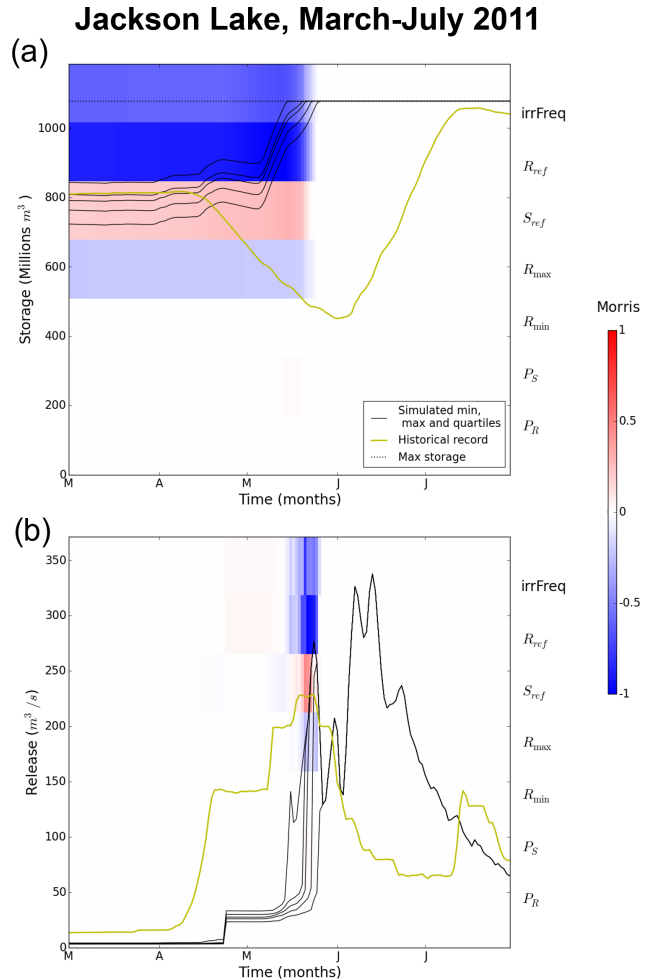 Jackson Lake, March-July 2011
(a)
1000
800
600
400
200
0
Storage (Millions m³)
M A M J J
Time (months)
irrFreq
R_ref
S_ref
R_max
R_min
P_S
P_R
Simulated min,
max and quartiles
Historical record
Max storage
Morris
1
0.5
0
-0.5
-1
(b)
350
300
250
200
150
100
50
0
Release (m³/s)
M A M J J
Time (months)
irrFreq
R_ref
S_ref
R_max
R_min
P_S
P_R